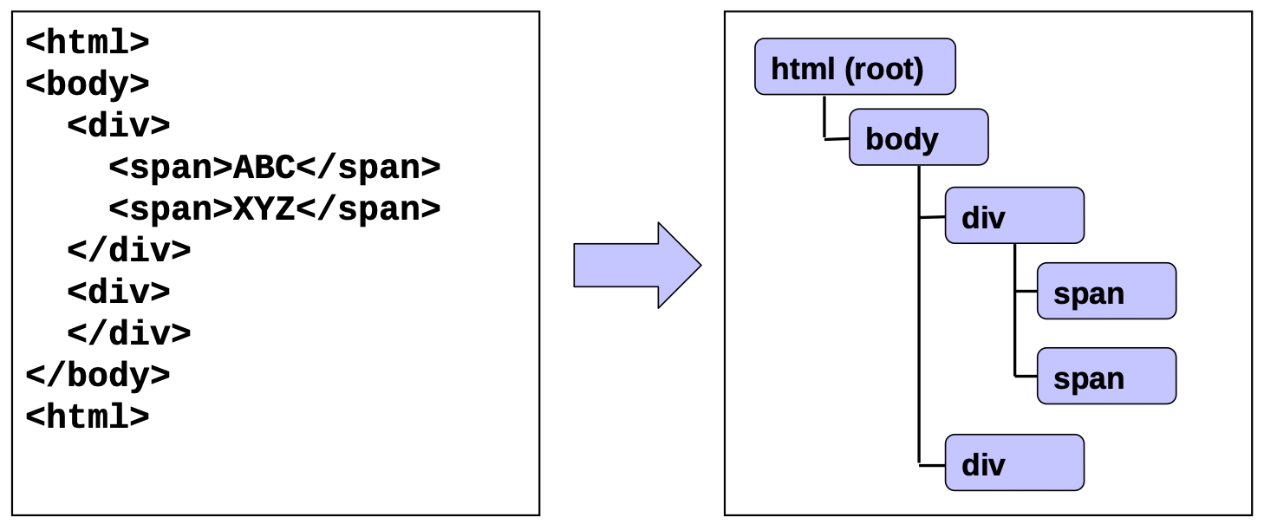 <html>
<body>
  <div>
    <span>ABC</span>
    <span>XYZ</span>
  </div>
  <div>
  </div>
</body>
<html>
html (root)
body
div
span
span
div